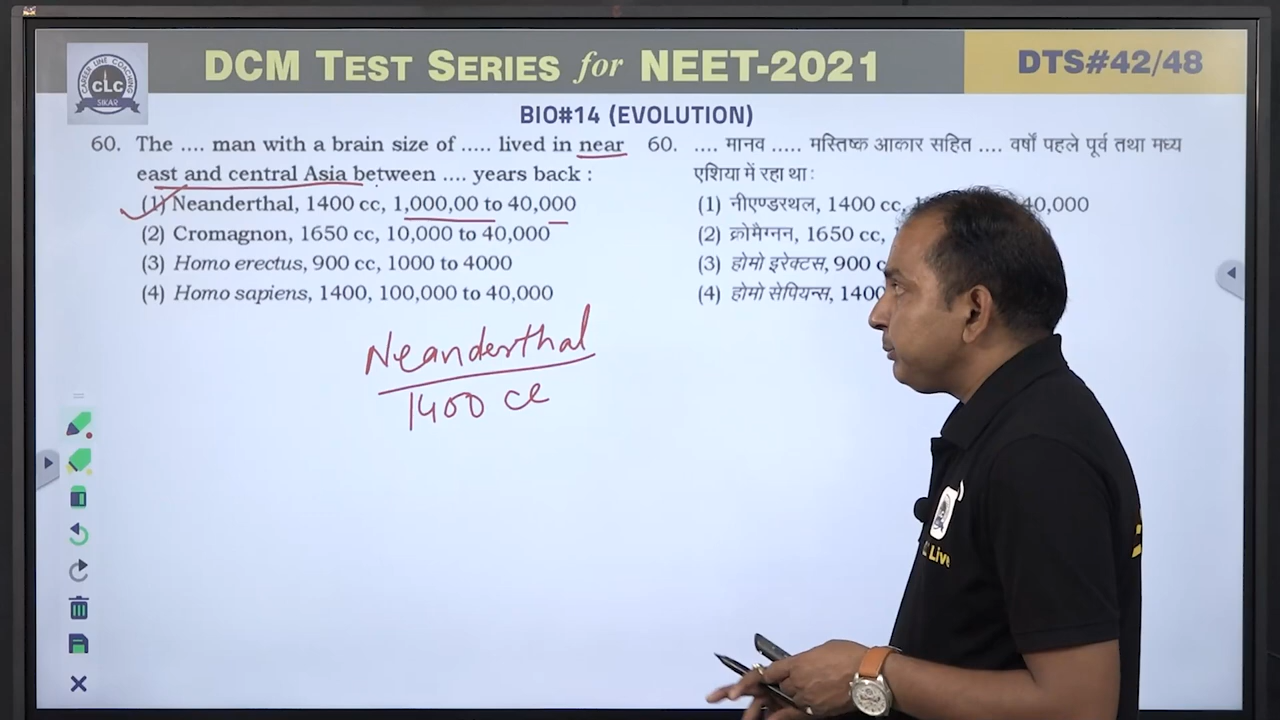 DCM TEST SERIES for NEET-2021
DTS#42/48
CAREER LINE COACHING
CLC
SIKAR
BIO#14 (EVOLUTION)
60. The .... man with a brain size of ..... lived in near
east and central Asia between .... years back :
(1) Neanderthal, 1400 cc, 1,000,00 to 40,000
(2) Cromagnon, 1650 cc, 10,000 to 40,000
(3) Homo erectus, 900 cc, 1000 to 4000
(4) Homo sapiens, 1400, 100,000 to 40,000
Neanderthal
1400 cc
60. .... मानव ..... मस्तिष्क आकार सहित .... वर्षों पहले पूर्व तथा मध्य
एशिया में रहा था :
(1) नीएण्डरथल, 1400 cc, 40,000
(2) क्रोमैग्नन, 1650 cc,
(3) होमो इरेक्टस, 900 c
(4) होमो सेपियन्स, 1400
Live